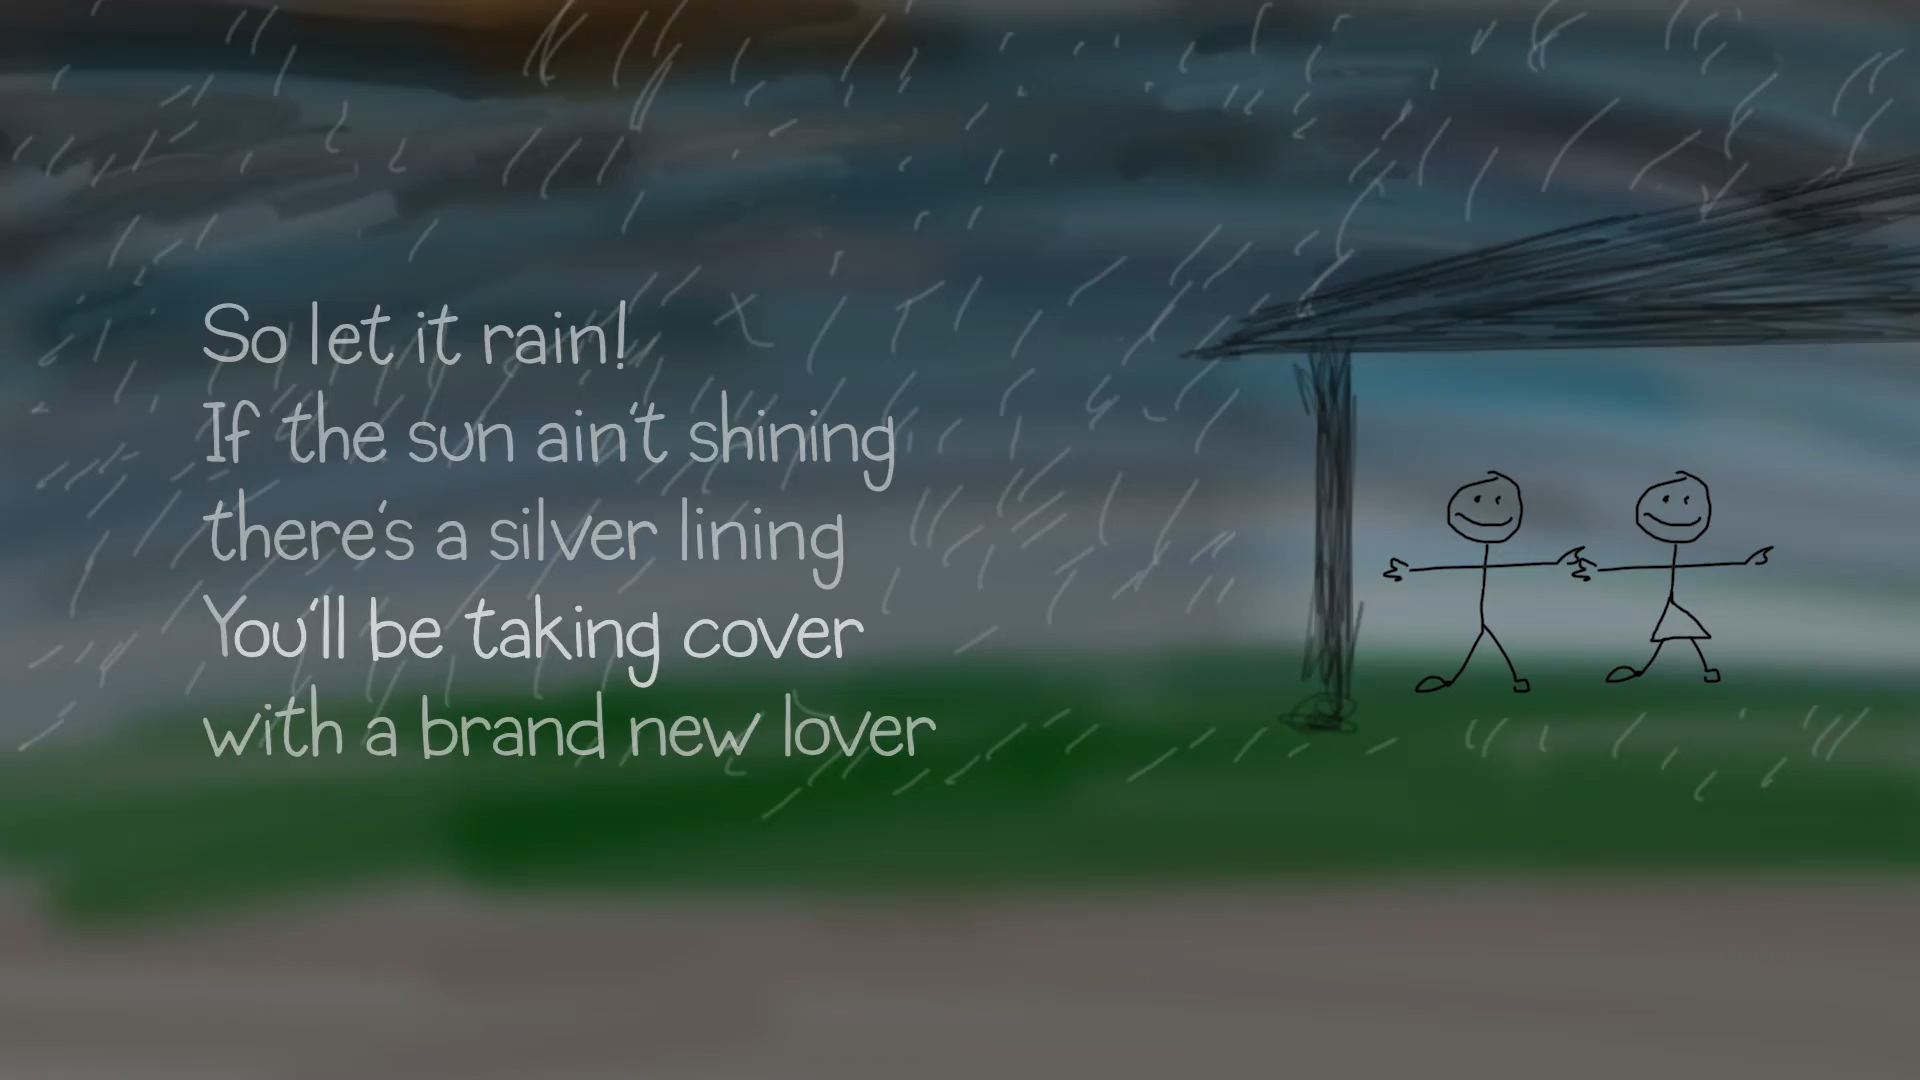 So let it rain!
If the sun ain't shining
there's a silver lining
You'll be taking cover
with a brand new lover